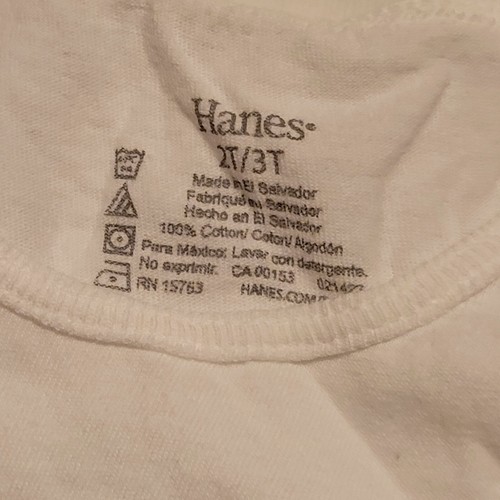 Hanes®
2T/3T
Made in El Salvador
Fabriqué au Salvador
Hecho en El Salvador
100% Cotton/ Coton/ Algodón
Para México: Lavar con detergente.
No exprimir. CA 00153
RN 15763 HANES.COM